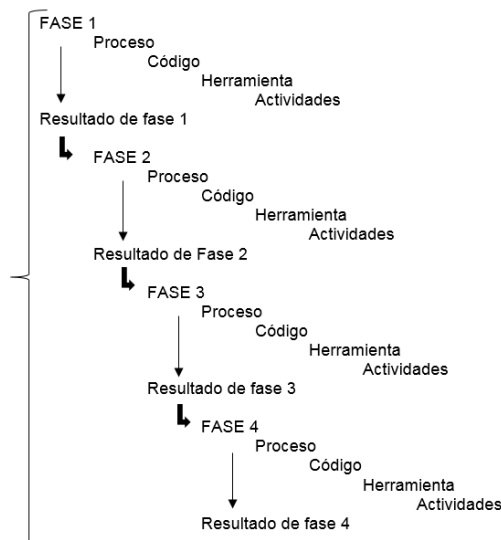 FASE 1
Proceso
Código
Herramienta
Actividades
Resultado de fase 1
FASE 2
Proceso
Código
Herramienta
Actividades
Resultado de Fase 2
FASE 3
Proceso
Código
Herramienta
Actividades
Resultado de fase 3
FASE 4
Proceso
Código
Herramienta
Actividades
Resultado de fase 4